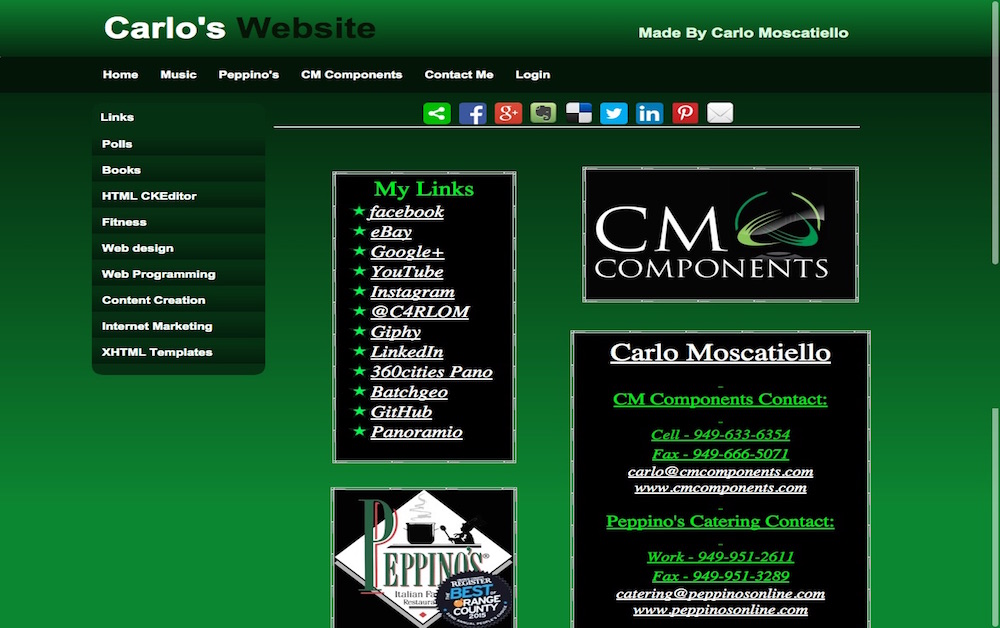 Carlo's Website
Made By Carlo Moscatiello
Home Music Peppino's CM Components Contact Me Login
Links
Polls
Books
HTML CKEditor
Fitness
Web design
Web Programming
Content Creation
Internet Marketing
XHTML Templates
My Links
facebook
eBay
Google+
YouTube
Instagram
@C4RLOM
Giphy
LinkedIn
360cities Pano
Batchgeo
GitHub
Panoramio
PEPPINO'S
Italian
REGISTER
BEST
OF
ORANGE
COUNTY
2015
CM
COMPONENTS
Carlo Moscatiello
CM Components Contact:
Cell - 949-633-6354
Fax - 949-666-5071
carlo@cmcomponents.com
www.cmcomponents.com
Peppino's Catering Contact:
Work - 949-951-2611
Fax - 949-951-3289
catering@peppinosonline.com
www.peppinosonline.com